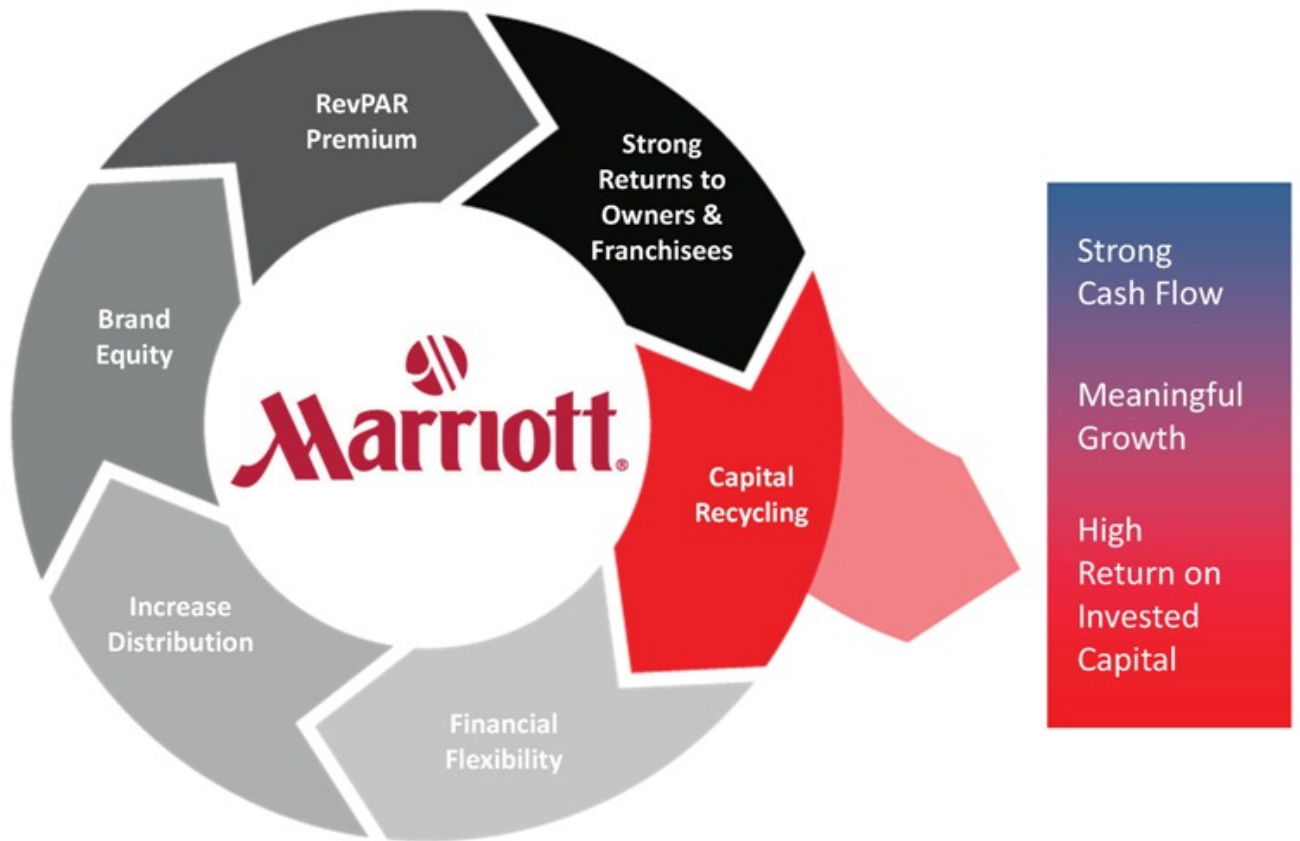 RevPAR
Premium
Strong
Returns to
Owners &
Franchisees
Capital
Recycling
Financial
Flexibility
Increase
Distribution
Brand
Equity
Marriott®
Strong
Cash Flow
Meaningful
Growth
High
Return on
Invested
Capital